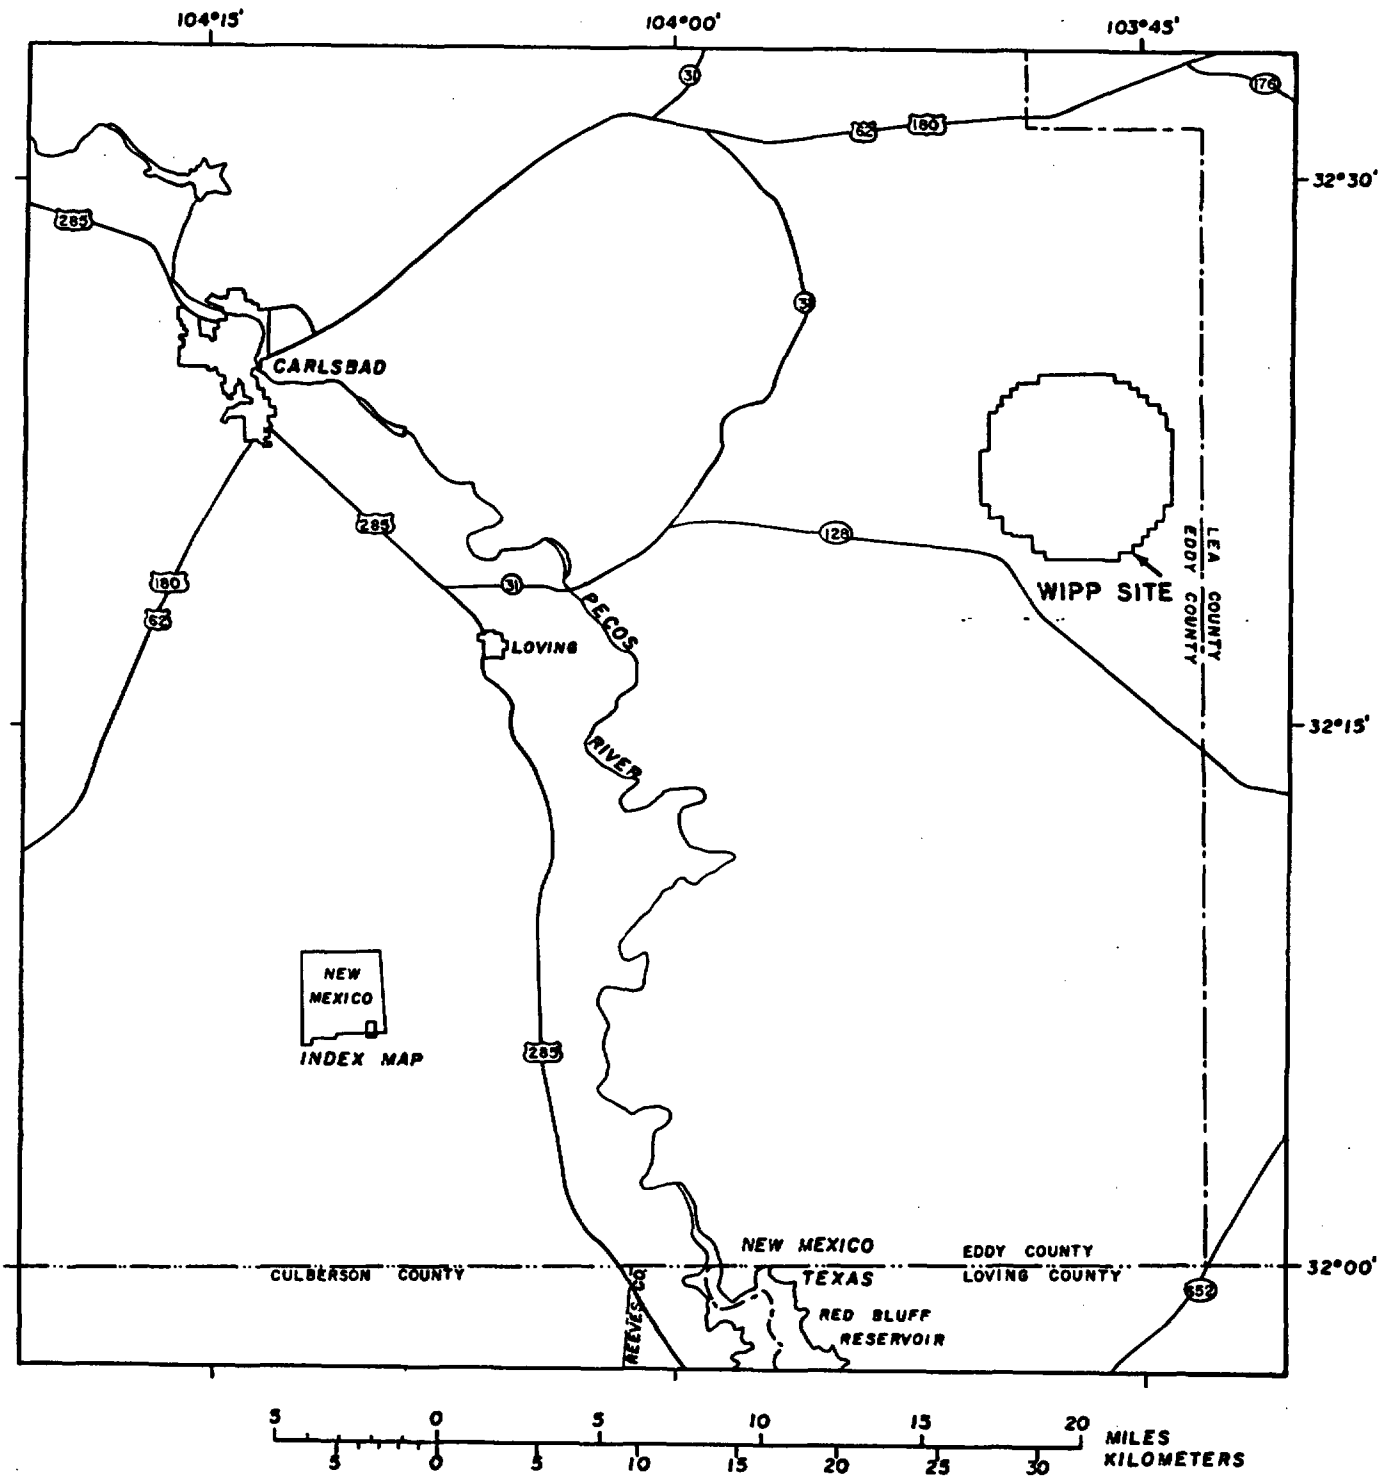 104°15'
104°00'
103°45'
31
176
62
180
32°30'
285
31
CARLSBAD
285
128
LEA COUNTY
EDDY COUNTY
180
31
WIPP SITE
62
PECOS
LOVING
32°15'
RIVER
NEW
MEXICO
INDEX MAP
285
NEW MEXICO
EDDY COUNTY
CULBERSON COUNTY
TEXAS
LOVING COUNTY
32°00'
REEVES CO.
652
RED BLUFF
RESERVOIR
5 0 5 10 15 20
MILES
5 0 5 10 15 20 25 30
KILOMETERS